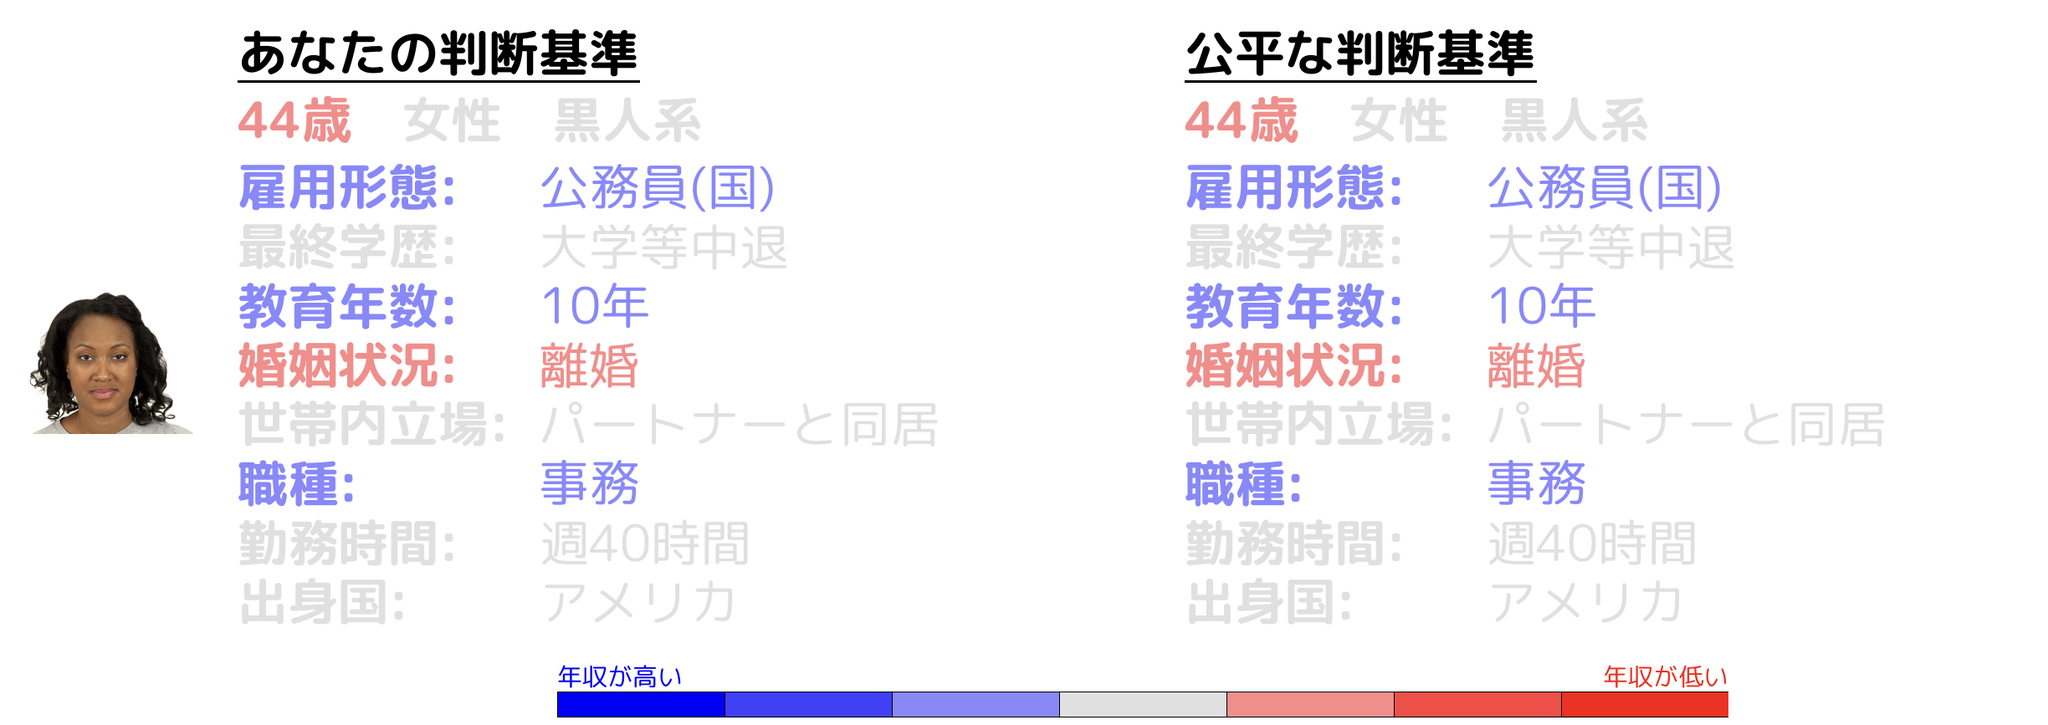 あなたの判断基準
44歳 女性 黒人系
雇用形態: 公務員(国)
最終学歴: 大学等中退
教育年数: 10年
婚姻状況: 離婚
世帯内立場: パートナーと同居
職種: 事務
勤務時間: 週40時間
出身国: アメリカ
公平な判断基準
44歳 女性 黒人系
雇用形態: 公務員(国)
最終学歴: 大学等中退
教育年数: 10年
婚姻状況: 離婚
世帯内立場: パートナーと同居
職種: 事務
勤務時間: 週40時間
出身国: アメリカ
年収が高い 年収が低い